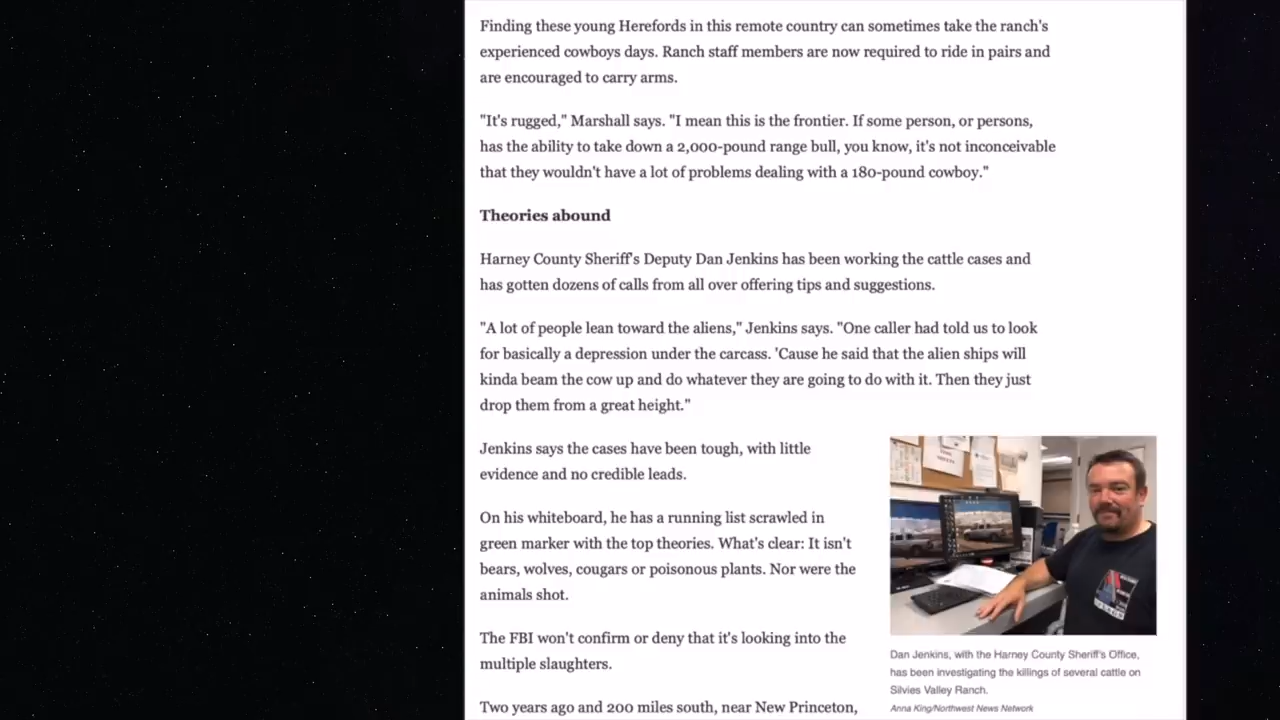 Finding these young Herefords in this remote country can sometimes take the ranch's
experienced cowboys days. Ranch staff members are now required to ride in pairs and
are encouraged to carry arms.
"It's rugged," Marshall says. "I mean this is the frontier. If some person, or persons,
has the ability to take down a 2,000-pound range bull, you know, it's not inconceivable
that they wouldn't have a lot of problems dealing with a 180-pound cowboy."
Theories abound
Harney County Sheriff's Deputy Dan Jenkins has been working the cattle cases and
has gotten dozens of calls from all over offering tips and suggestions.
"A lot of people lean toward the aliens," Jenkins says. "One caller had told us to look
for basically a depression under the carcass. 'Cause he said that the alien ships will
kinda beam the cow up and do whatever they are going to do with it. Then they just
drop them from a great height."
Jenkins says the cases have been tough, with little
evidence and no credible leads.
On his whiteboard, he has a running list scrawled in
green marker with the top theories. What's clear: It isn't
bears, wolves, cougars or poisonous plants. Nor were the
animals shot.
The FBI won't confirm or deny that it's looking into the
multiple slaughters.
Two years ago and 200 miles south, near New Princeton,
Dan Jenkins, with the Harney County Sheriff's Office,
has been investigating the killings of several cattle on
Silvies Valley Ranch.
Anna King/Northwest News Network